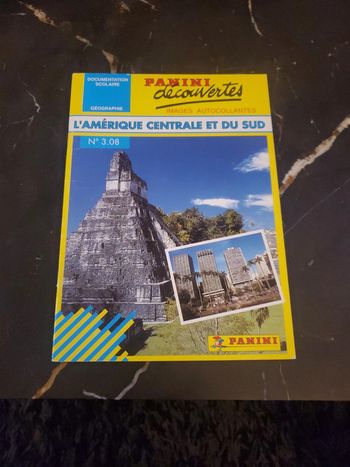 DOCUMENTATION
SCOLAIRE
GÉOGRAPHIE
PANINI
découvertes
IMAGES AUTOCOLLANTES
L'AMÉRIQUE CENTRALE ET DU SUD
N° 3.08
PANINI